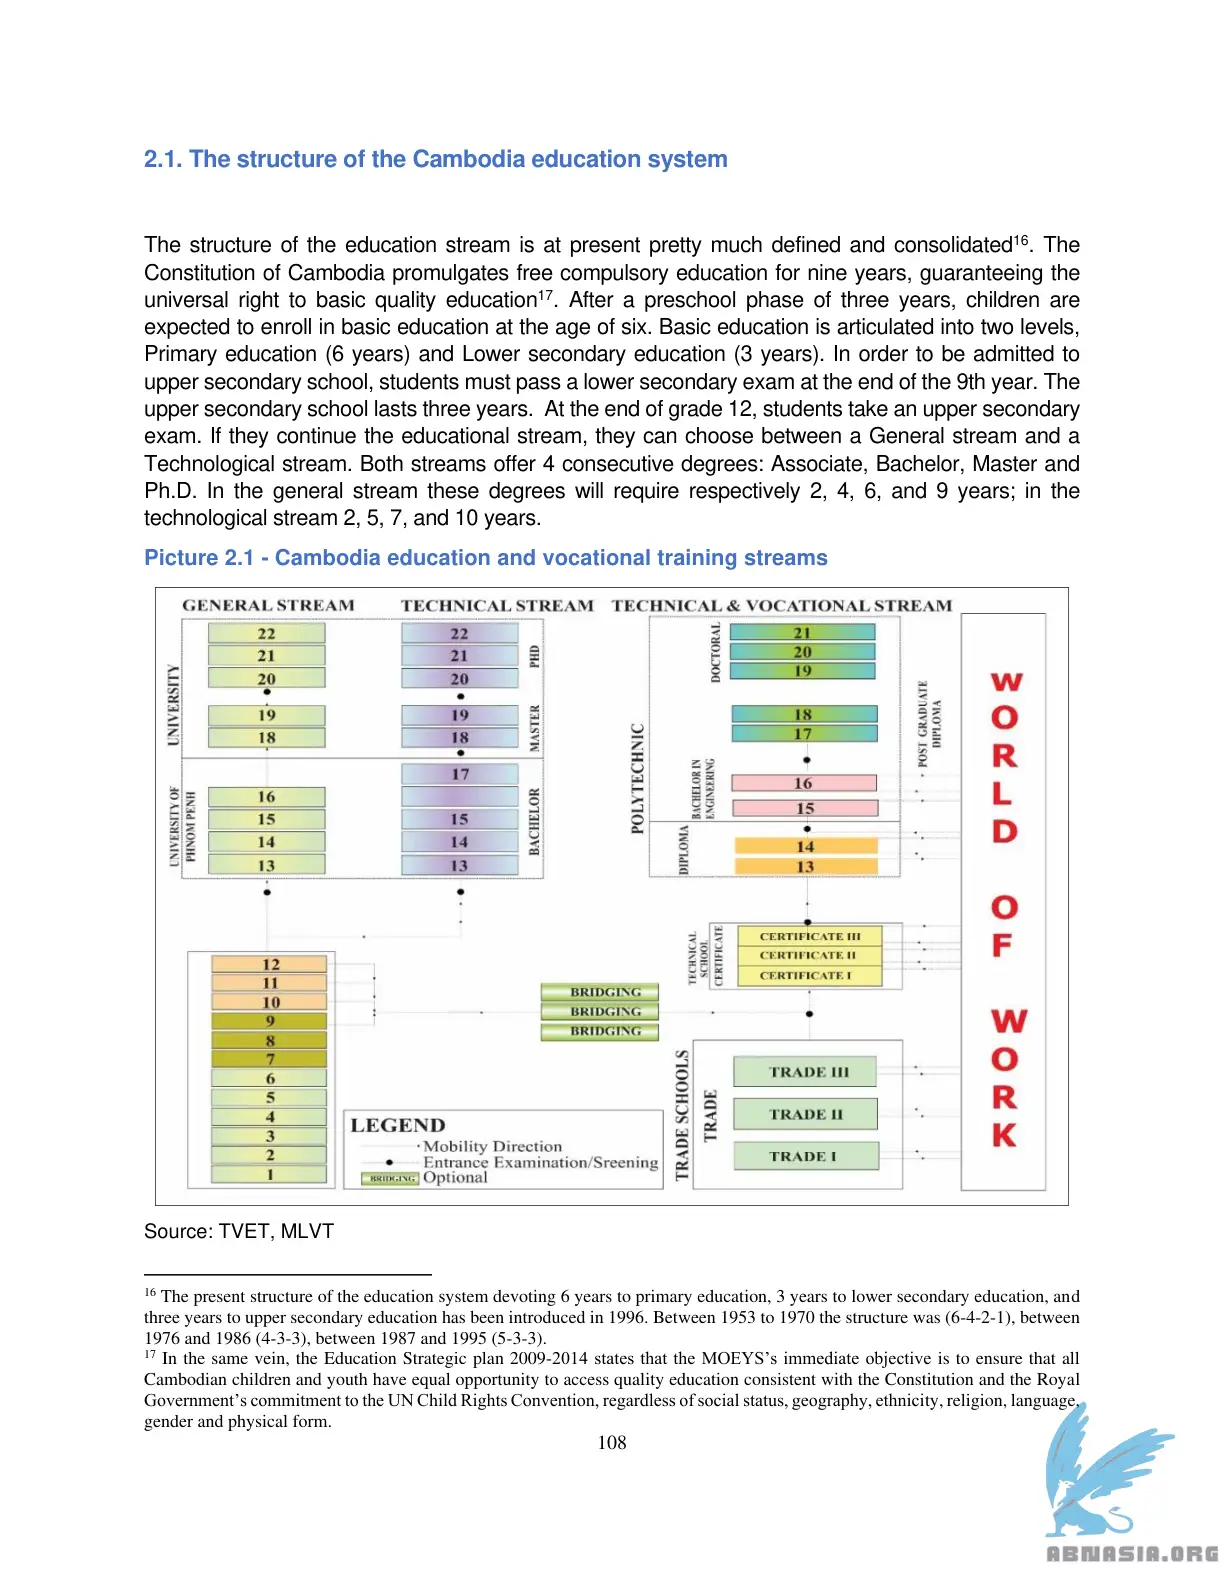 2.1. The structure of the Cambodia education system
The structure of the education stream is at present pretty much defined and consolidated16. The
Constitution of Cambodia promulgates free compulsory education for nine years, guaranteeing the
universal right to basic quality education17. After a preschool phase of three years, children are
expected to enroll in basic education at the age of six. Basic education is articulated into two levels,
Primary education (6 years) and Lower secondary education (3 years). In order to be admitted to
upper secondary school, students must pass a lower secondary exam at the end of the 9th year. The
upper secondary school lasts three years. At the end of grade 12, students take an upper secondary
exam. If they continue the educational stream, they can choose between a General stream and a
Technological stream. Both streams offer 4 consecutive degrees: Associate, Bachelor, Master and
Ph.D. In the general stream these degrees will require respectively 2, 4, 6, and 9 years; in the
technological stream 2, 5, 7, and 10 years.
Picture 2.1 - Cambodia education and vocational training streams
GENERAL STREAM
UNIVERSITY
22
21
20
19
18
UNIVERSITY OF
PHNOM PENH
16
15
14
13
12
11
10
9
8
7
6
5
4
3
2
1
TECHNICAL STREAM
22
21
20
PHD
19
18
MASTER
17
15
14
13
BACHELOR
BRIDGING
BRIDGING
BRIDGING
TECHNICAL & VOCATIONAL STREAM
POLYTECHNIC
DOCTORAL
21
20
19
18
17
POST GRADUATE
DIPLOMA
BACHELOR IN
ENGINEERING
16
15
DIPLOMA
14
13
TECHNICAL
SCHOOL
CERTIFICATE
CERTIFICATE III
CERTIFICATE II
CERTIFICATE I
TRADE SCHOOLS
TRADE
TRADE III
TRADE II
TRADE I
WORLD OF WORK
LEGEND
Mobility Direction
Entrance Examination/Sreening
BRIDGING Optional
Source: TVET, MLVT
16 The present structure of the education system devoting 6 years to primary education, 3 years to lower secondary education, and
three years to upper secondary education has been introduced in 1996. Between 1953 to 1970 the structure was (6-4-2-1), between
1976 and 1986 (4-3-3), between 1987 and 1995 (5-3-3).
17 In the same vein, the Education Strategic plan 2009-2014 states that the MOEYS's immediate objective is to ensure that all
Cambodian children and youth have equal opportunity to access quality education consistent with the Constitution and the Royal
Government's commitment to the UN Child Rights Convention, regardless of social status, geography, ethnicity, religion, language,
gender and physical form.
108
ABNASIA.ORG